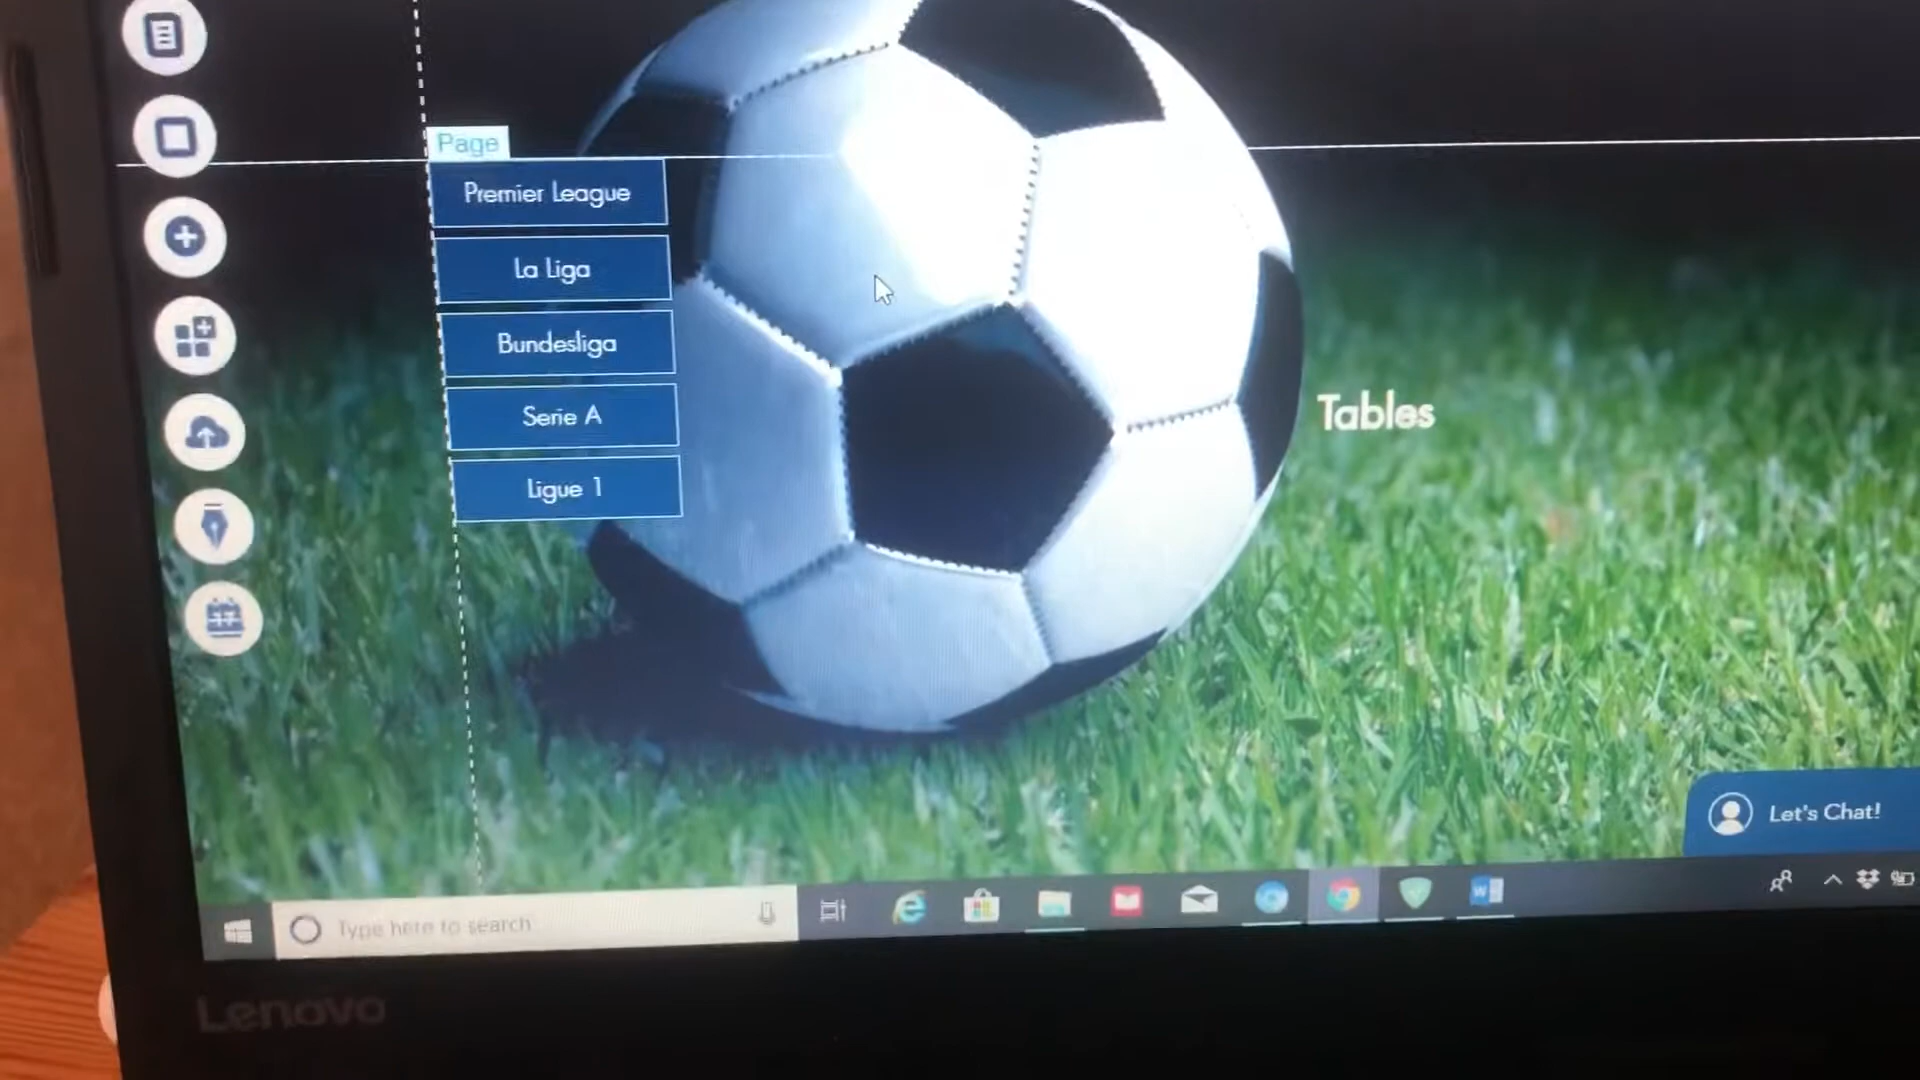 Page
Premier League
La Liga
Bundesliga
Serie A
Ligue 1
Tables
Let's Chat!
Type here to search
Lenovo